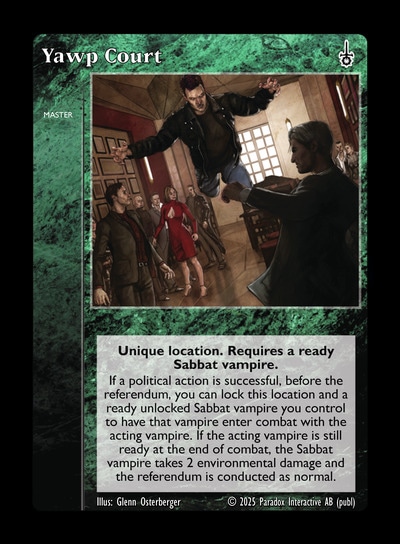 Yawp Court
MASTER
Unique location. Requires a ready
Sabbat vampire.
If a political action is successful, before the
referendum, you can lock this location and a
ready unlocked Sabbat vampire you control
to have that vampire enter combat with the
acting vampire. If the acting vampire is still
ready at the end of combat, the Sabbat
vampire takes 2 environmental damage and
the referendum is conducted as normal.
Illus: Glenn Osterberger © 2025 Paradox Interactive AB (publ)